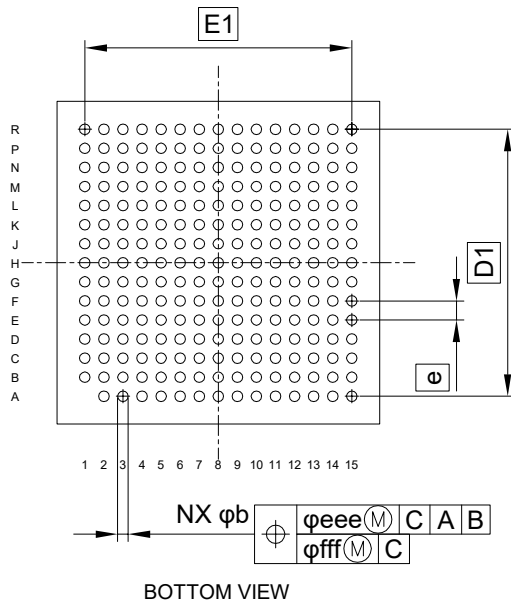 E1
R
P
N
M
L
K
J
H
G
F
E
D
C
B
A
D1
e
1 2 3 4 5 6 7 8 9 10 11 12 13 14 15
NX φb
φeee Ⓜ C A B
φfff Ⓜ C
BOTTOM VIEW